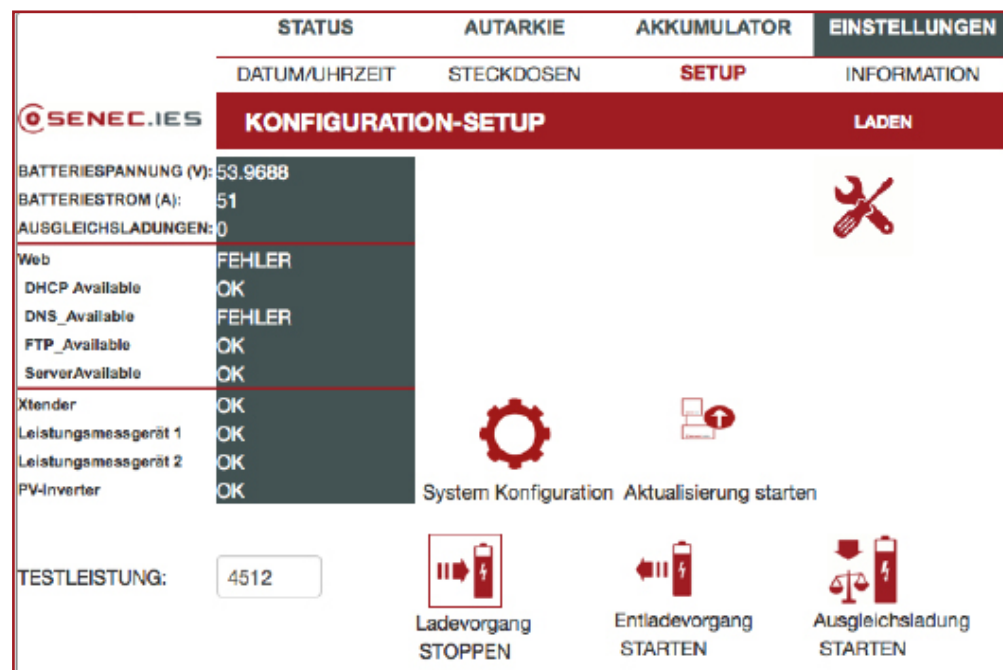 STATUS AUTARKIE AKKUMULATOR EINSTELLUNGEN
DATUM/UHRZEIT STECKDOSEN SETUP INFORMATION
SENEC.IES KONFIGURATION-SETUP LADEN
BATTERIESPANNUNG (V): 53.9688
BATTERIESTROM (A): 51
AUSGLEICHSLADUNGEN: 0
Web FEHLER
DHCP Available OK
DNS_Available FEHLER
FTP_Available OK
ServerAvailable OK
Xtender OK
Leistungsmessgerät 1 OK
Leistungsmessgerät 2 OK
PV-Inverter OK
System Konfiguration Aktualisierung starten
TESTLEISTUNG: 4512
Ladevorgang Entladevorgang Ausgleichsladung
STOPPEN STARTEN STARTEN